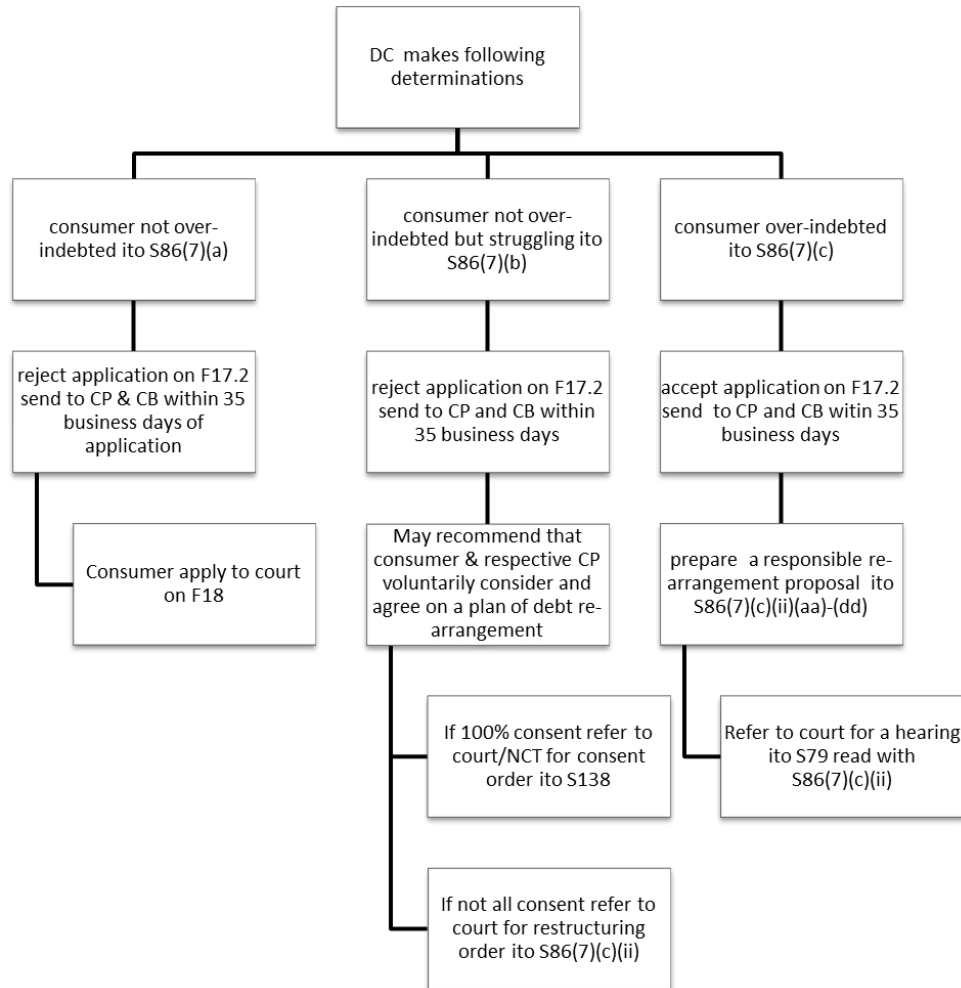 DC makes following
determinations
consumer not over-
indebted ito S86(7)(a)
reject application on F17.2
send to CP & CB within 35
business days of
application
Consumer apply to court
on F18
consumer not over-
indebted but struggling ito
S86(7)(b)
reject application on F17.2
send to CP and CB within
35 business days
May recommend that
consumer & respective CP
voluntarily consider and
agree on a plan of debt re-
arrangement
If 100% consent refer to
court/NCT for consent
order ito S138
If not all consent refer to
court for restructuring
order ito S86(7)(c)(ii)
consumer over-indebted
ito S86(7)(c)
accept application on F17.2
send to CP and CB witin 35
business days
prepare a responsible re-
arrangement proposal ito
S86(7)(c)(ii)(aa)-(dd)
Refer to court for a hearing
ito S79 read with
S86(7)(c)(ii)